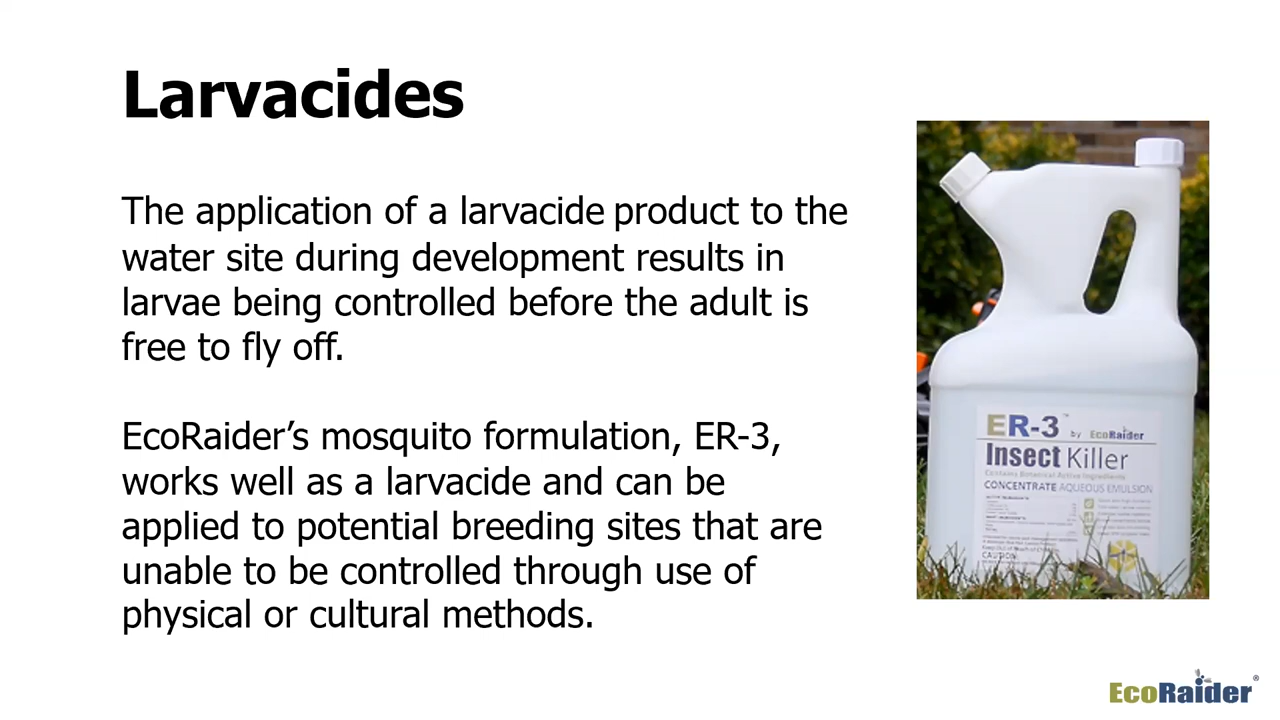 Larvacides
The application of a larvacide product to the
water site during development results in
larvae being controlled before the adult is
free to fly off.
EcoRaider’s mosquito formulation, ER-3,
works well as a larvacide and can be
applied to potential breeding sites that are
unable to be controlled through use of
physical or cultural methods.
ER-3™ by EcoRaider
Insect Killer
Contains Botanical Active Ingredients
CONCENTRATE AQUEOUS EMULSION
CAUTION
EcoRaider®